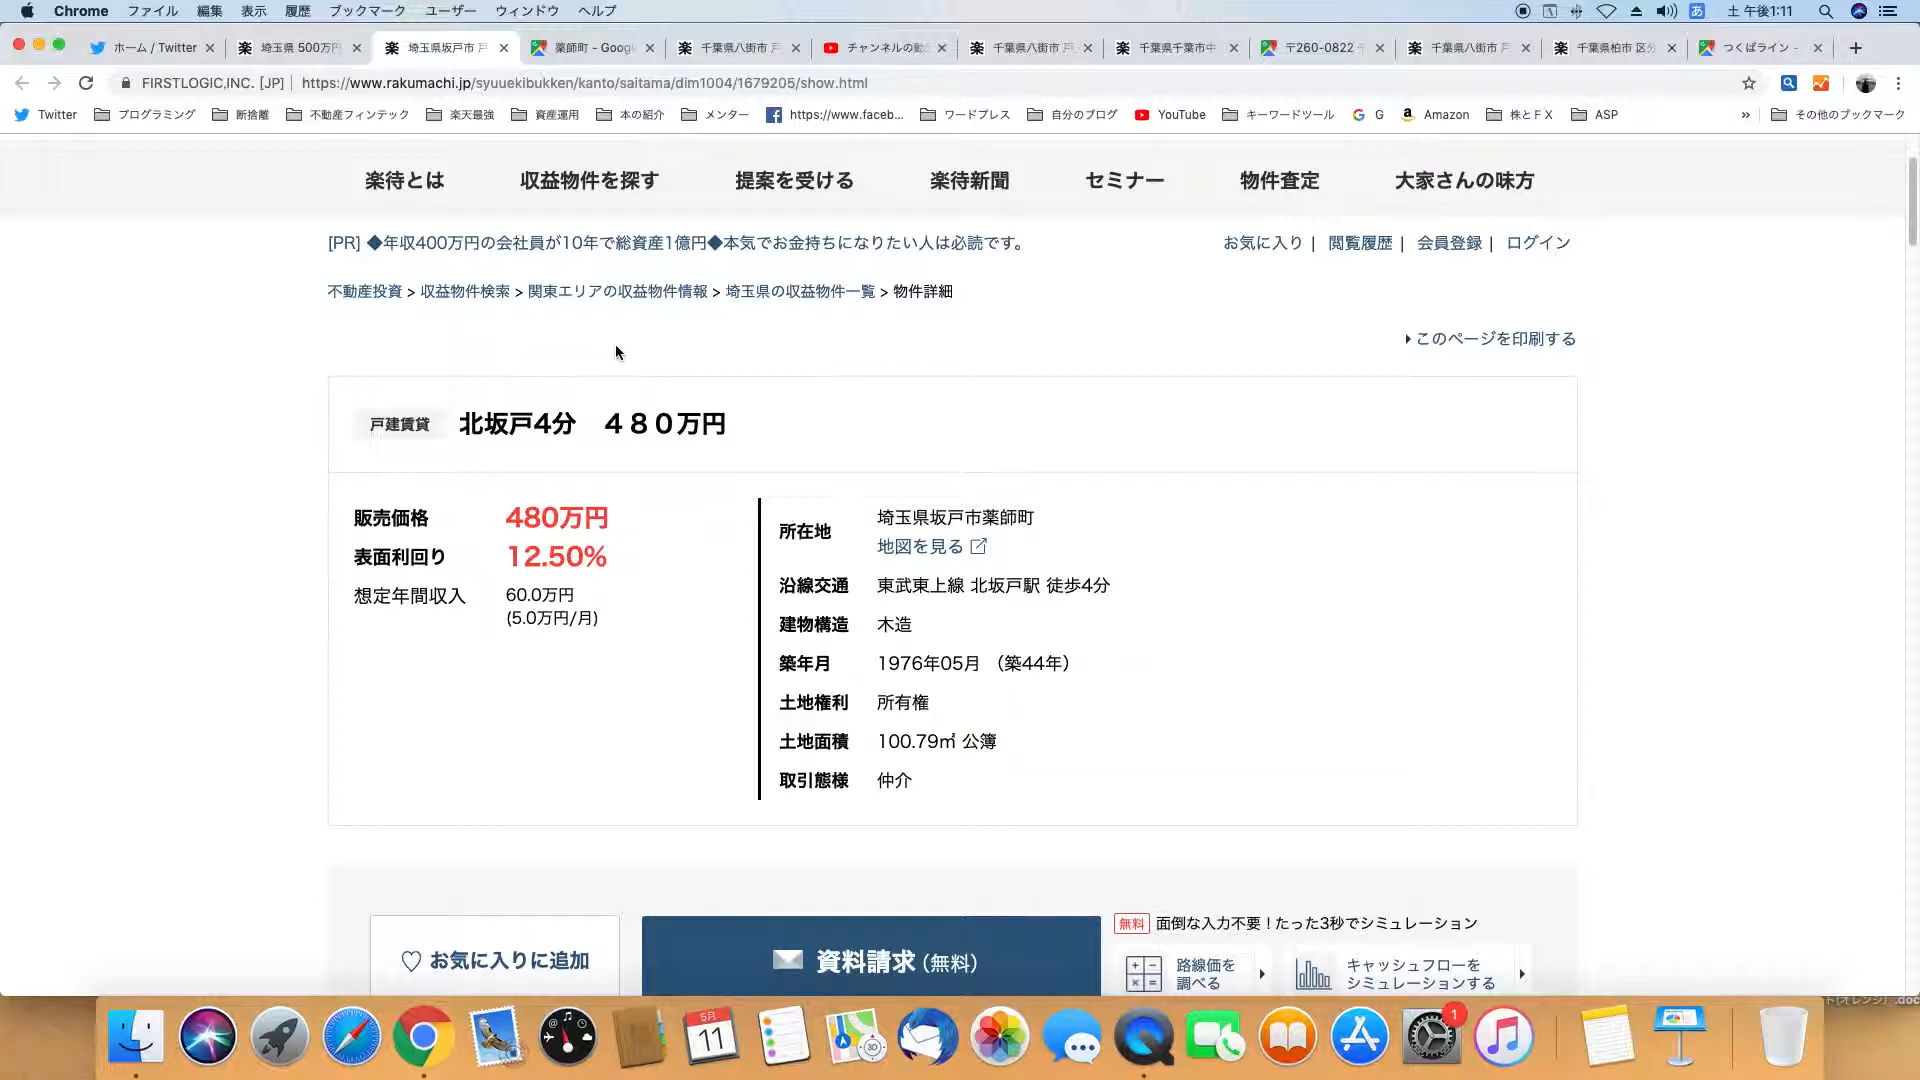 Chrome ファイル 編集 表示 履歴 ブックマーク ユーザー ウィンドウ ヘルプ あ 土 午後1:11
ホーム / Twitter 埼玉県 500万円 埼玉県坂戸市 戸 薬師町 - Googl 千葉県八街市 戸 チャンネルの動 千葉県八街市 戸 千葉県千葉市中 〒260-0822 千葉県八街市 戸 千葉県柏市 区分 つくばライン -
FIRSTLOGIC,INC. [JP] https://www.rakumachi.jp/syuuekibukken/kanto/saitama/dim1004/1679205/show.html
Twitter プログラミング 断捨離 不動産フィンテック 楽天最強 資産運用 本の紹介 メンター https://www.faceb... ワードプレス 自分のブログ YouTube キーワードツール G Amazon 株とＦＸ ASP » その他のブックマーク
楽待とは 収益物件を探す 提案を受ける 楽待新聞 セミナー 物件査定 大家さんの味方
[PR] ◆年収400万円の会社員が10年で総資産1億円◆本気でお金持ちになりたい人は必読です。 お気に入り | 閲覧履歴 | 会員登録 | ログイン
不動産投資 > 収益物件検索 > 関東エリアの収益物件情報 > 埼玉県の収益物件一覧 > 物件詳細
このページを印刷する
戸建賃貸 北坂戸4分　４８０万円
販売価格 480万円
表面利回り 12.50%
想定年間収入 60.0万円
(5.0万円/月)
所在地 埼玉県坂戸市薬師町
地図を見る
沿線交通 東武東上線 北坂戸駅 徒歩4分
建物構造 木造
築年月 1976年05月 （築44年）
土地権利 所有権
土地面積 100.79㎡ 公簿
取引態様 仲介
無料 面倒な入力不要！たった3秒でシミュレーション
♡ お気に入りに追加
資料請求 (無料)
路線価を
調べる
キャッシュフローを
シミュレーションする
ト(オレンジ) .doc
5月
11
3D
1